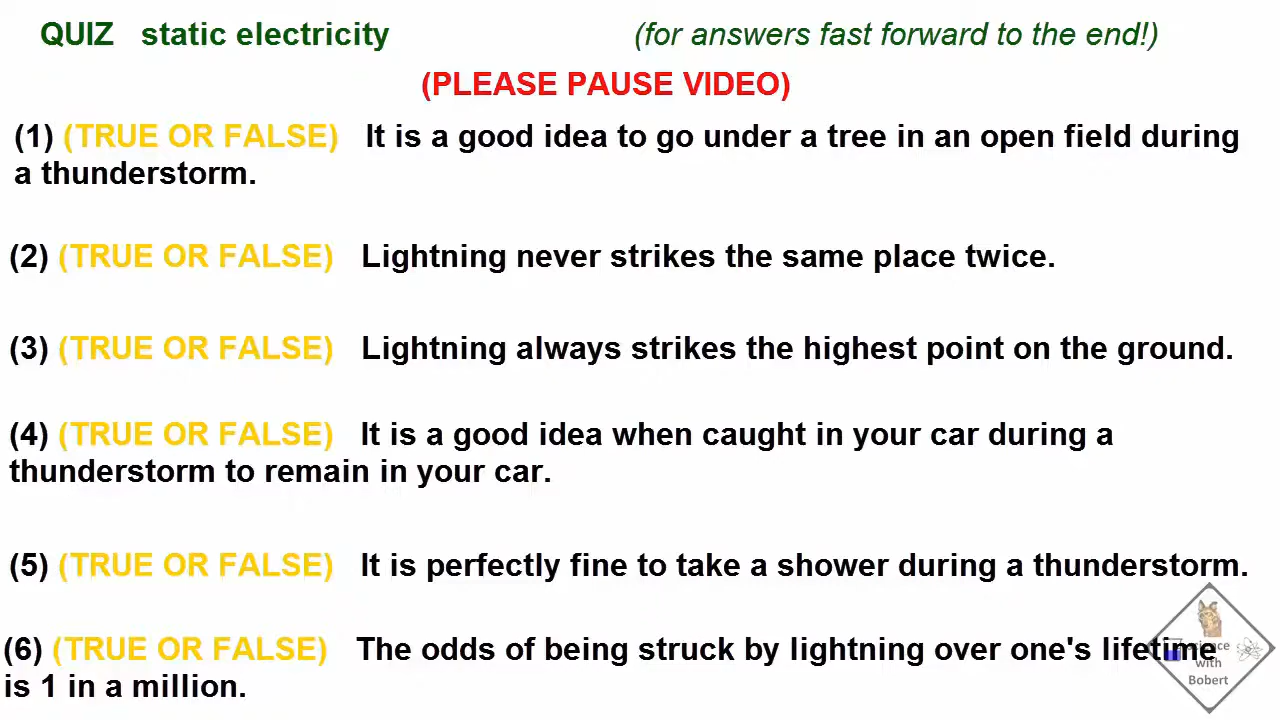 QUIZ static electricity (for answers fast forward to the end!)
(PLEASE PAUSE VIDEO)
(1) (TRUE OR FALSE) It is a good idea to go under a tree in an open field during
a thunderstorm.
(2) (TRUE OR FALSE) Lightning never strikes the same place twice.
(3) (TRUE OR FALSE) Lightning always strikes the highest point on the ground.
(4) (TRUE OR FALSE) It is a good idea when caught in your car during a
thunderstorm to remain in your car.
(5) (TRUE OR FALSE) It is perfectly fine to take a shower during a thunderstorm.
(6) (TRUE OR FALSE) The odds of being struck by lightning over one's lifetime
is 1 in a million.
science
with
Bobert